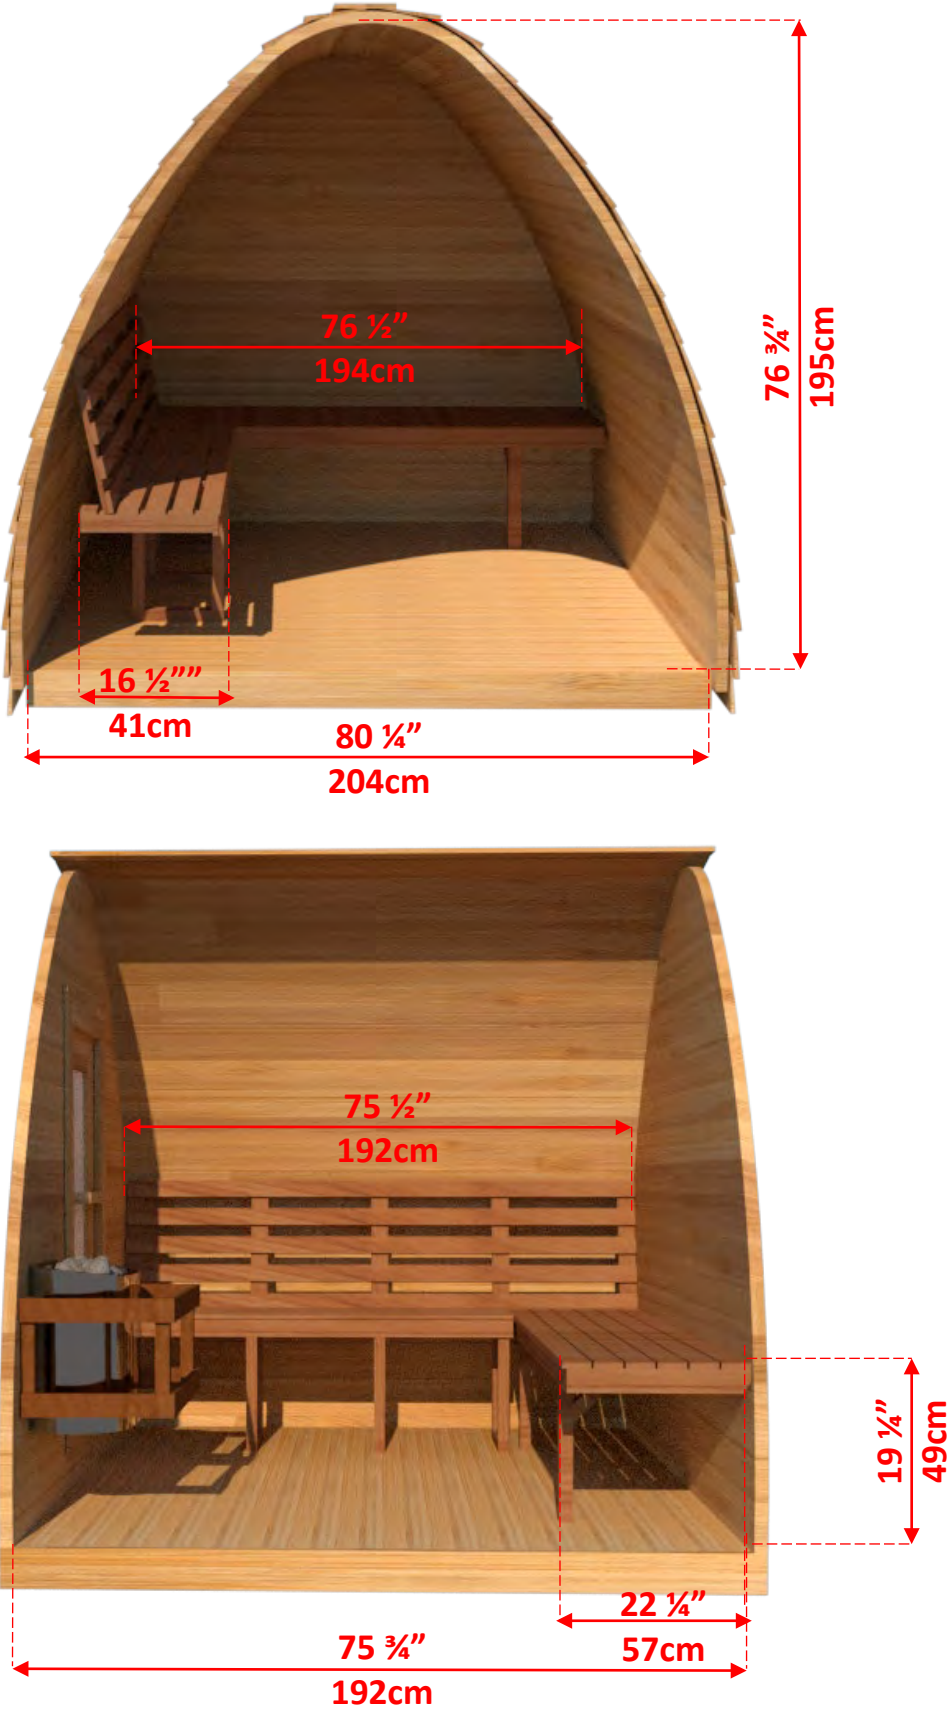 76 ½”
194cm
76 ¾”
195cm
16 ½””
41cm
80 ¼”
204cm
75 ½”
192cm
19 ¼”
49cm
22 ¼”
57cm
75 ¾”
192cm